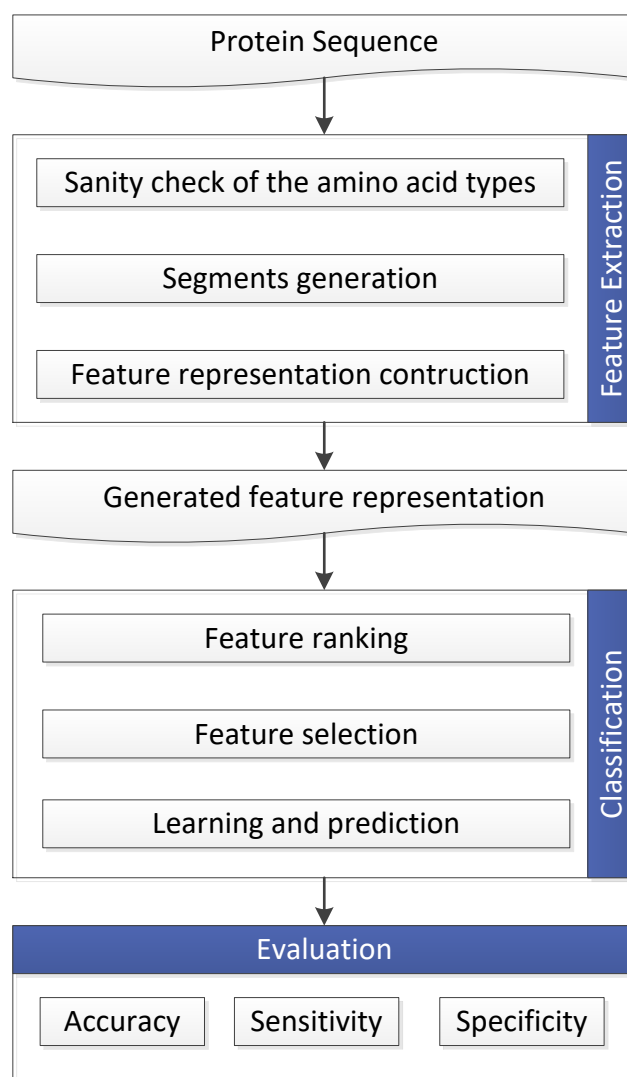 Protein Sequence
Sanity check of the amino acid types
Segments generation
Feature representation contruction
Feature Extraction
Generated feature representation
Feature ranking
Feature selection
Learning and prediction
Classification
Evaluation
Accuracy
Sensitivity
Specificity